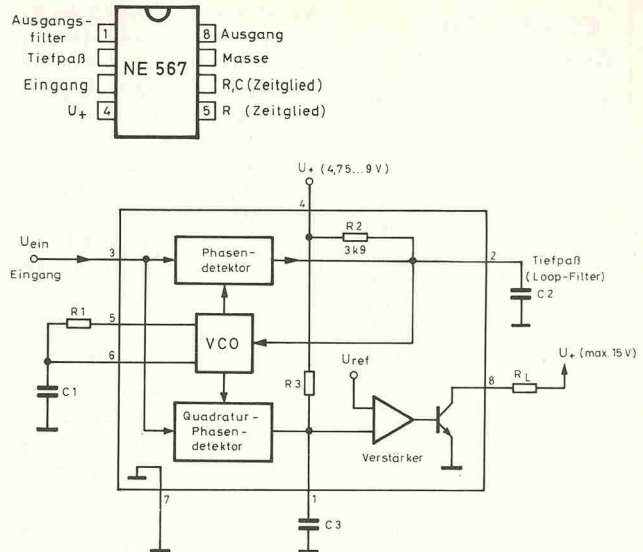 Ausgangs-
filter
1
8
Ausgang
Tiefpaß
Masse
NE 567
Eingang
R,C (Zeitglied)
U+
4
5
R (Zeitglied)
U+ (4,75...9 V)
4
R2
3k9
Uein
Eingang
3
Phasen-
detektor
2
Tiefpaß
(Loop-Filter)
C2
R1
5
VCO
6
C1
Uref
U+ (max. 15 V)
8
RL
R3
Quadratur-
Phasen-
detektor
Verstärker
7
1
C3